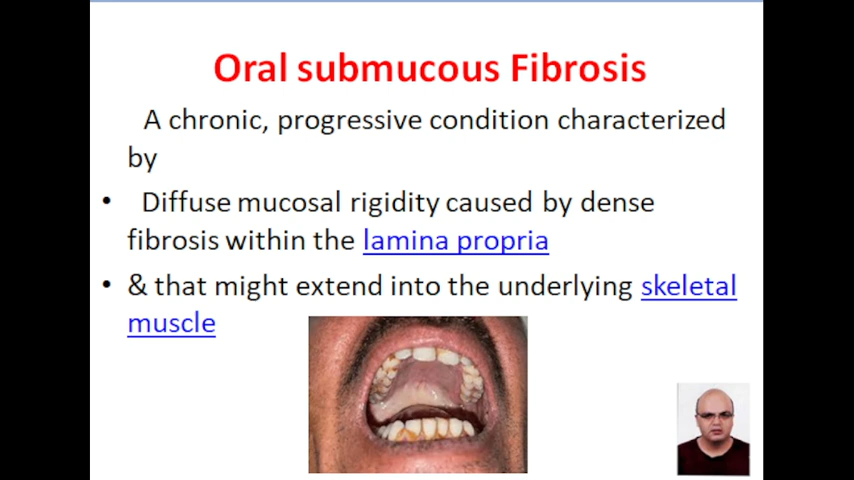 Oral submucous Fibrosis
A chronic, progressive condition characterized
by
• Diffuse mucosal rigidity caused by dense
fibrosis within the lamina propria
• & that might extend into the underlying skeletal
muscle